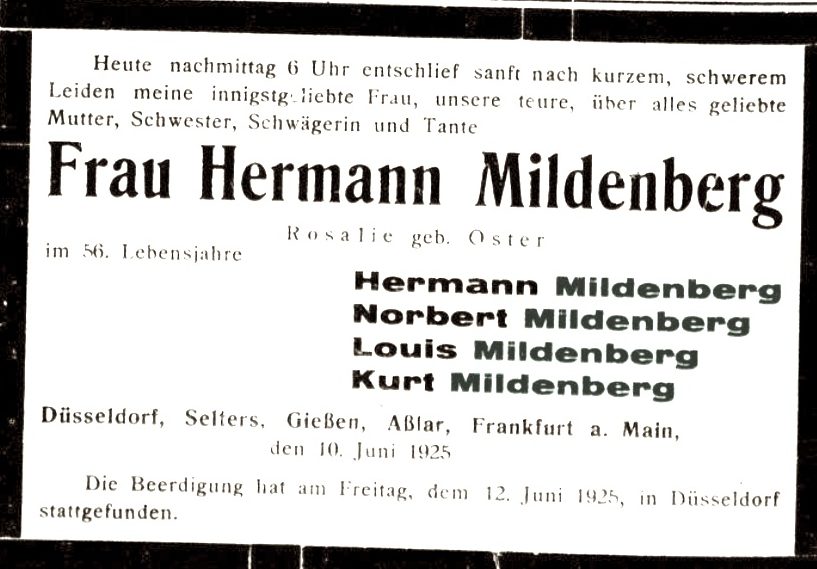 Heute nachmittag 6 Uhr entschlief sanft nach kurzem, schwerem
Leiden meine innigstgeliebte Frau, unsere teure, über alles geliebte
Mutter, Schwester, Schwägerin und Tante
Frau Hermann Mildenberg
Rosalie geb. Oster
im 56. Lebensjahre
Hermann Mildenberg
Norbert Mildenberg
Louis Mildenberg
Kurt Mildenberg
Düsseldorf, Selters, Gießen, Aßlar, Frankfurt a. Main,
den 10. Juni 1925
Die Beerdigung hat am Freitag, dem 12. Juni 1925, in Düsseldorf
stattgefunden.